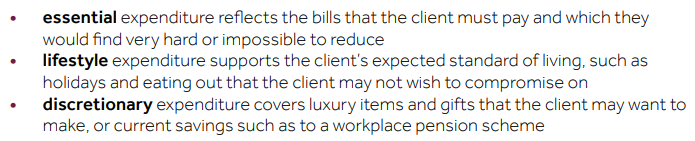 • essential expenditure reflects the bills that the client must pay and which they
would find very hard or impossible to reduce
• lifestyle expenditure supports the client's expected standard of living, such as
holidays and eating out that the client may not wish to compromise on
• discretionary expenditure covers luxury items and gifts that the client may want to
make, or current savings such as to a workplace pension scheme